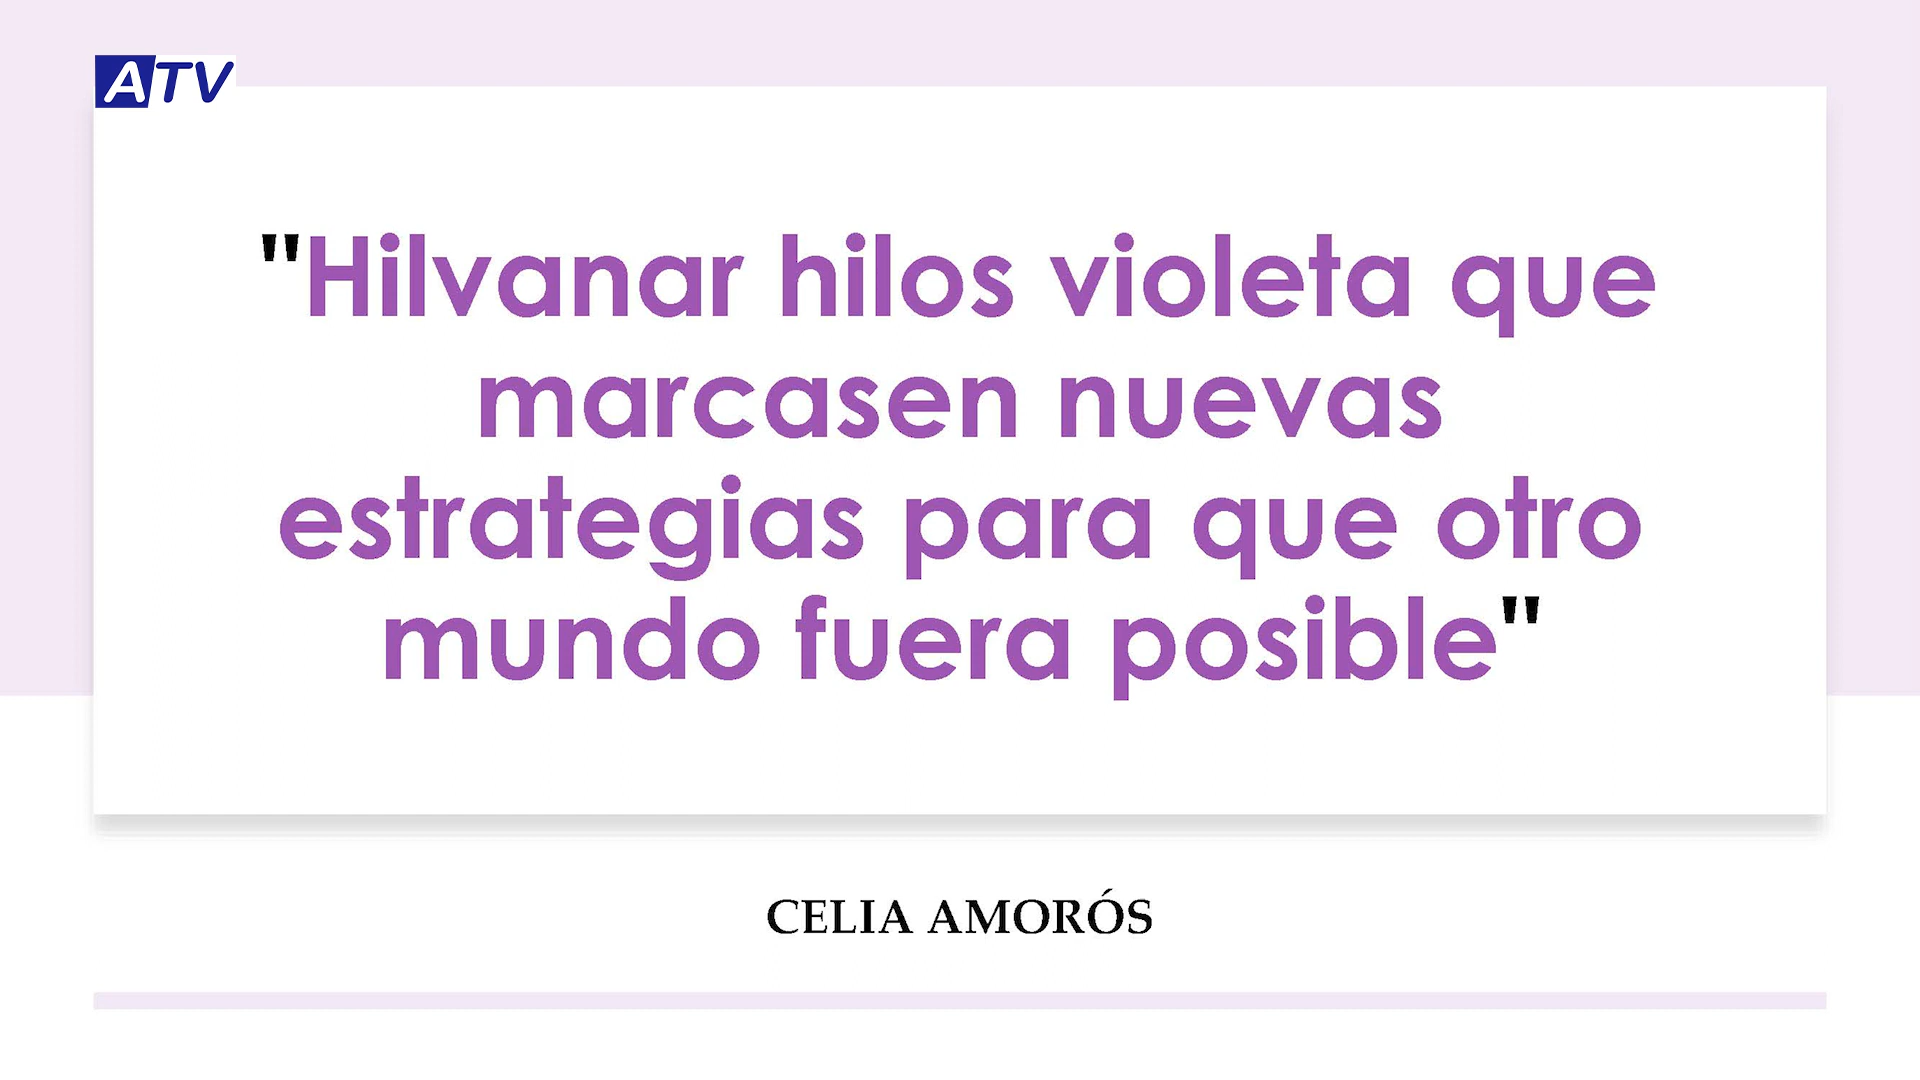 ATV
"Hilvanar hilos violeta que
marcasen nuevas
estrategias para que otro
mundo fuera posible"
CELIA AMORÓS